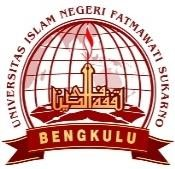 UNIVERSITAS ISLAM NEGERI FATMAWATI SUKARNO
BENGKULU